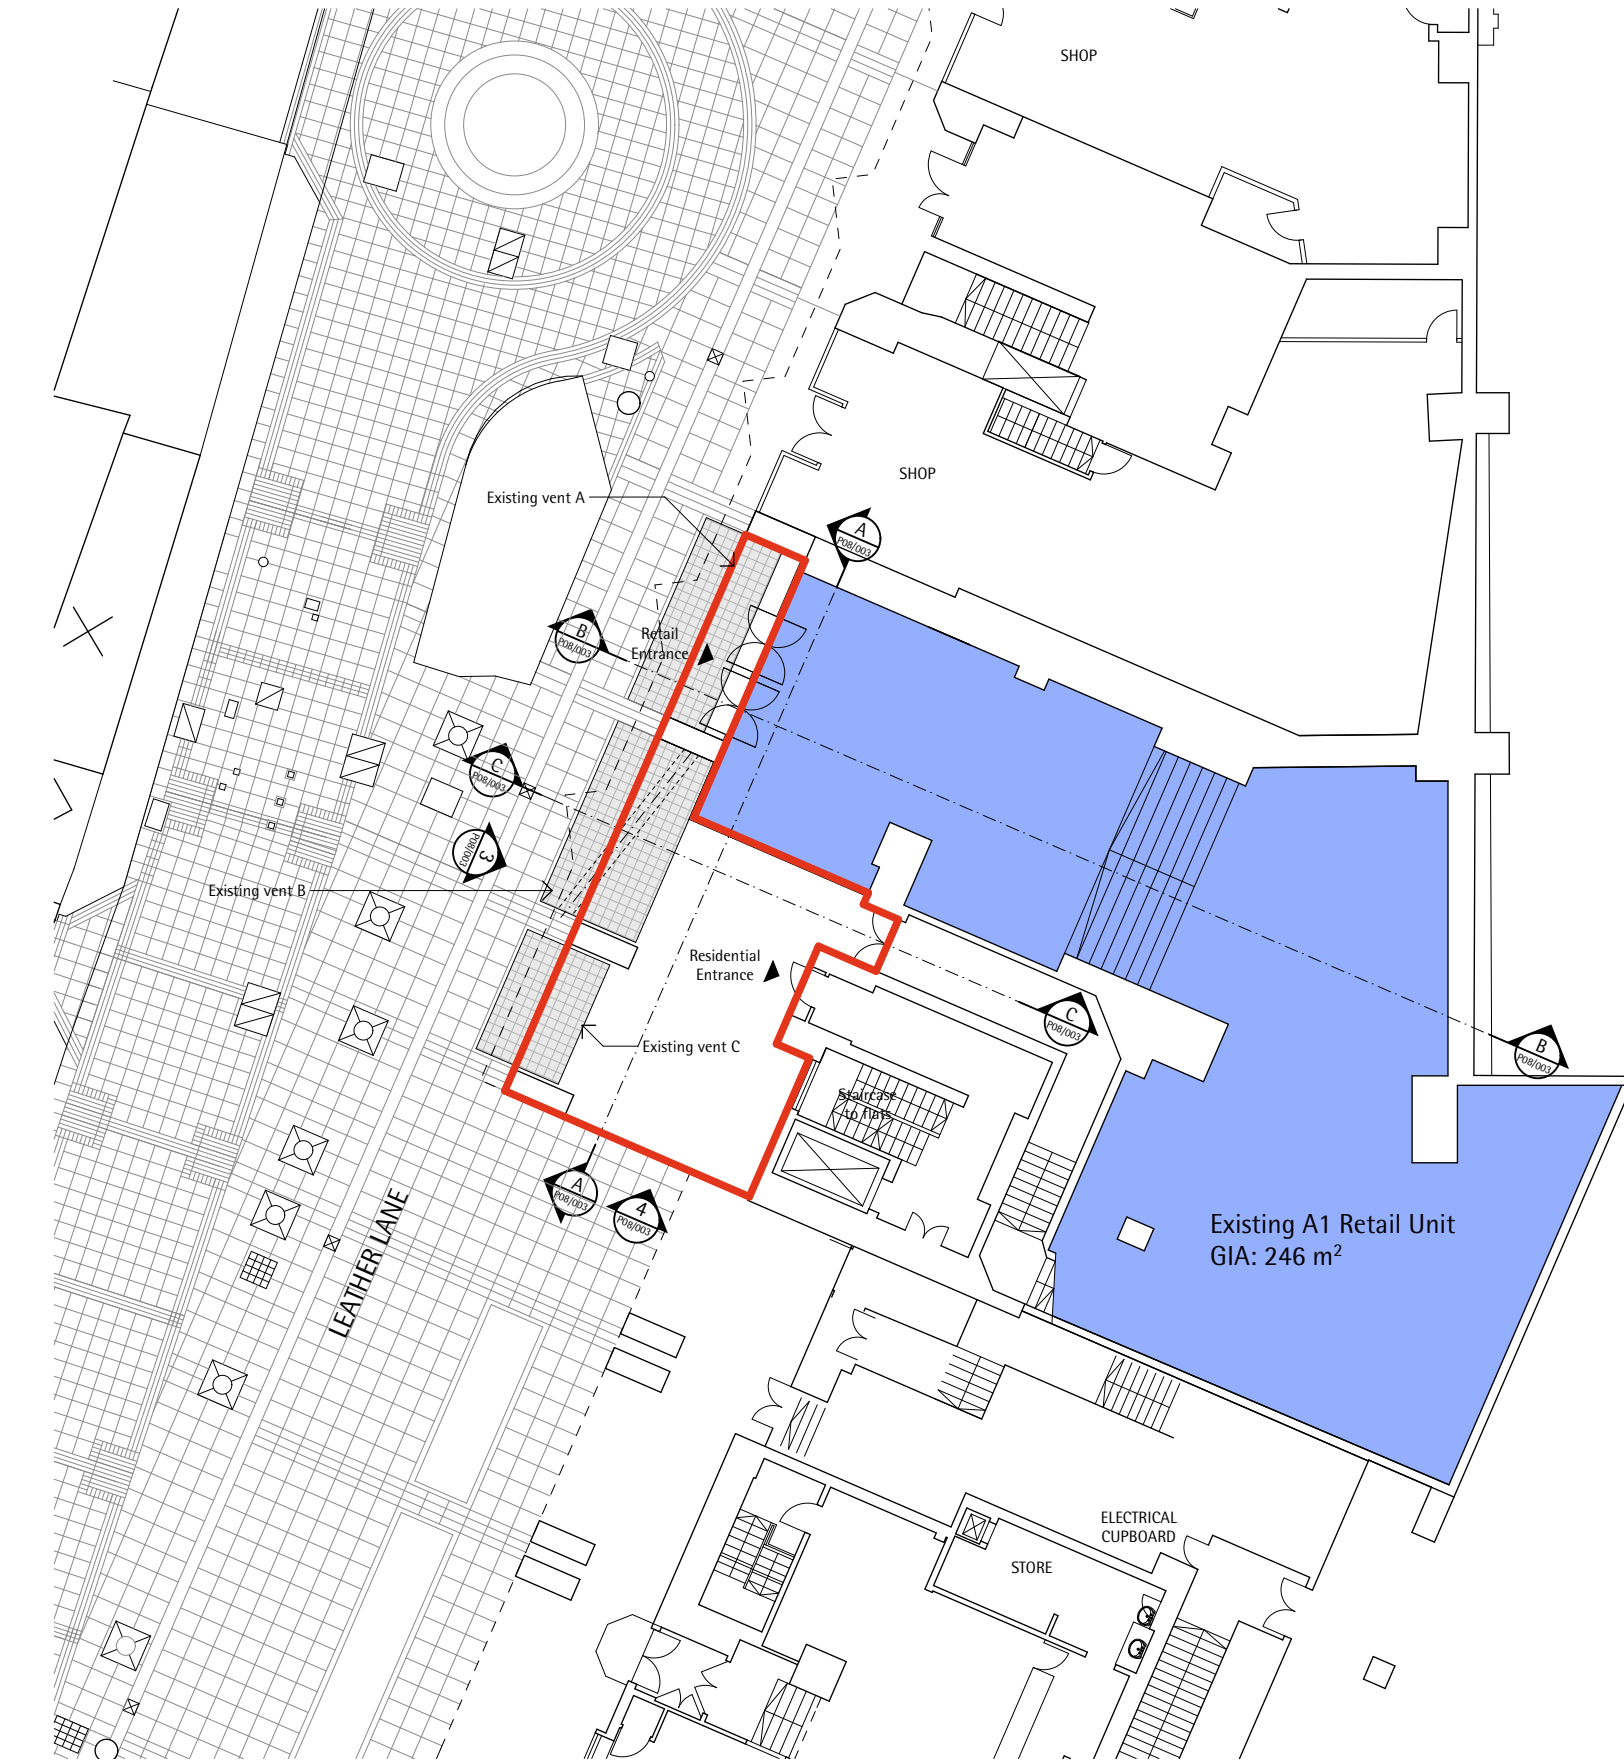 SHOP
SHOP
Existing vent A
A
P08/003
B
P08/003
Retail
Entrance
C
P08/003
3
P08/003
Existing vent B
Residential
Entrance
C
P08/003
B
P08/003
Existing vent C
Staircase
to flats
A
P08/003
4
P08/003
LEATHER LANE
Existing A1 Retail Unit
GIA: 246 m²
ELECTRICAL
CUPBOARD
STORE